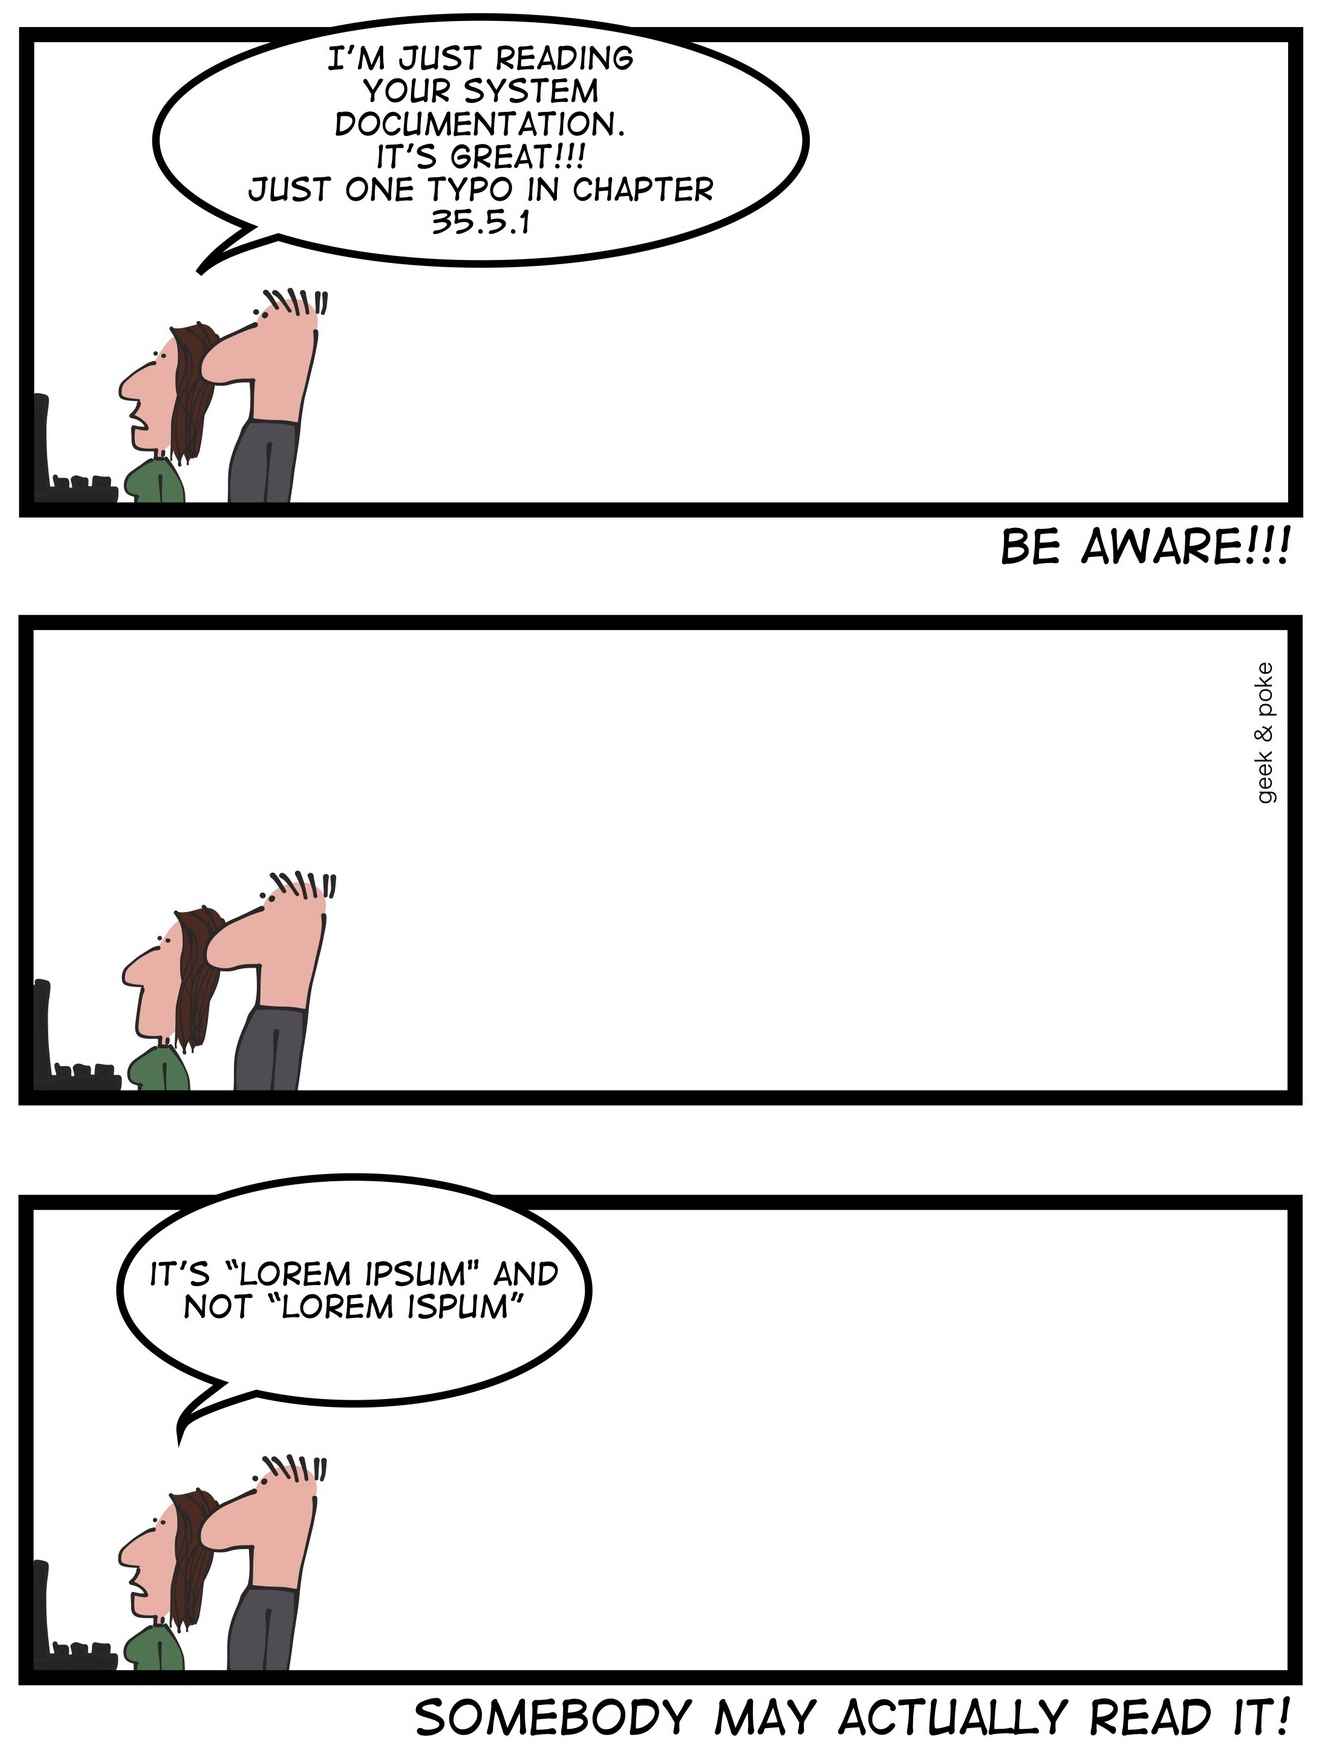 I'M JUST READING
YOUR SYSTEM
DOCUMENTATION.
IT'S GREAT!!!
JUST ONE TYPO IN CHAPTER
35.5.1
BE AWARE!!!
geek & poke
IT'S "LOREM IPSUM" AND
NOT "LOREM ISPUM"
SOMEBODY MAY ACTUALLY READ IT!